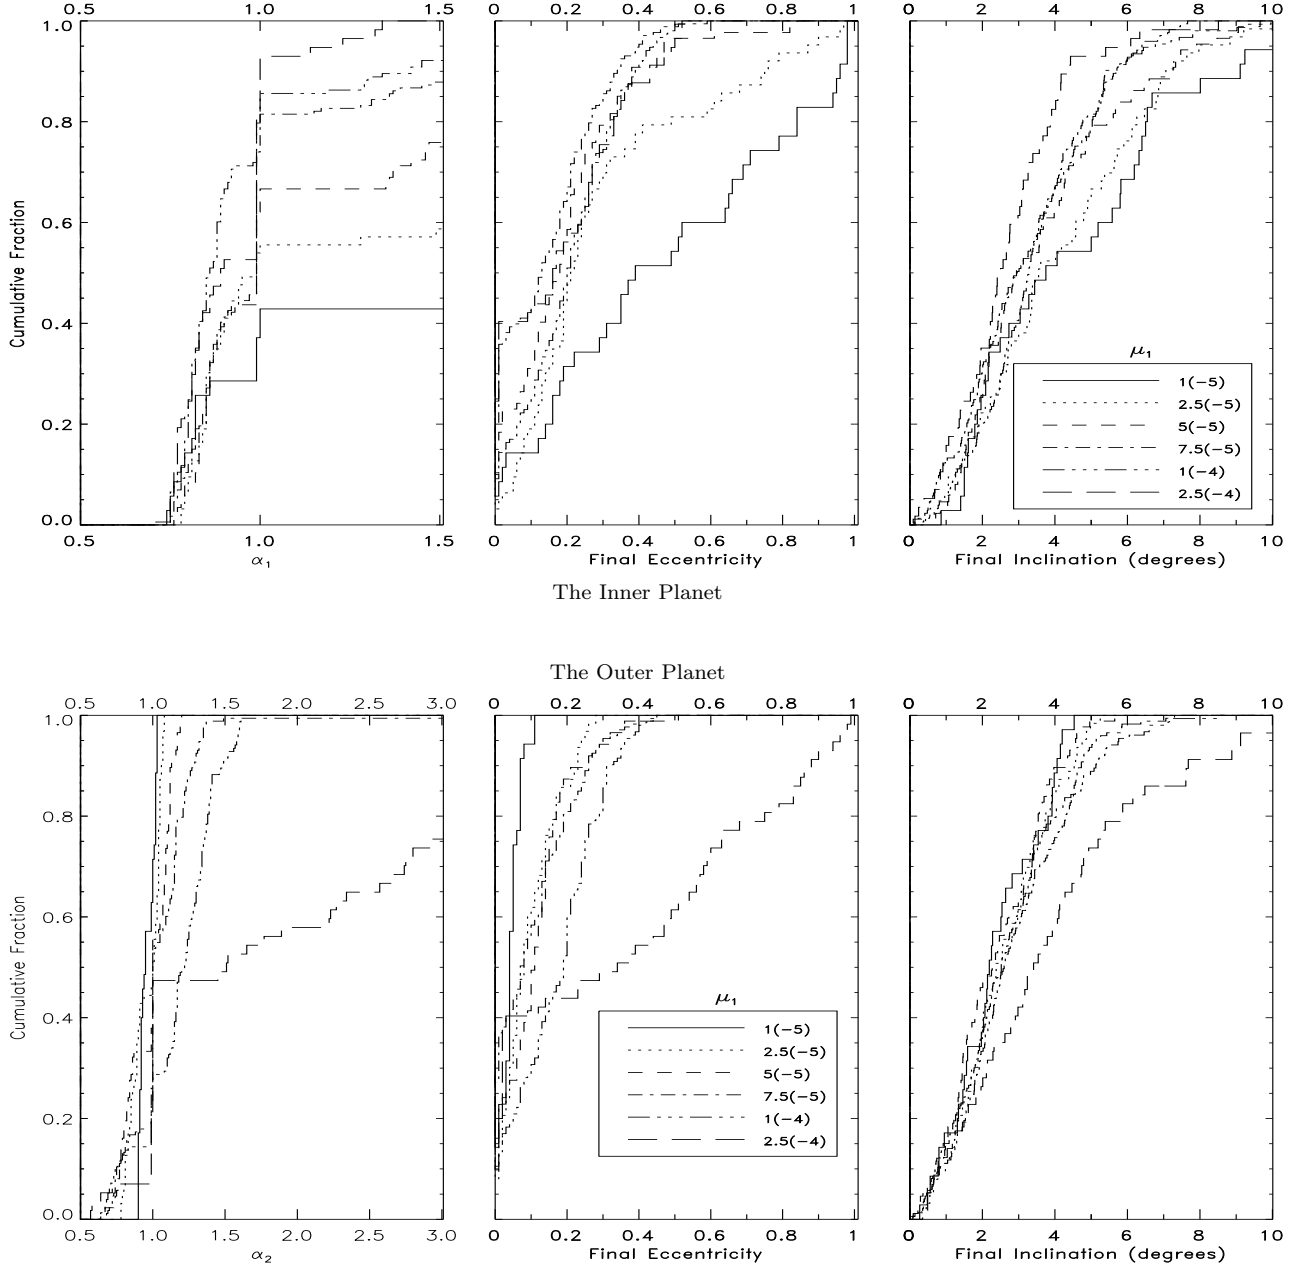 0.5 1.0 1.5
0 0.2 0.4 0.6 0.8 1
0 2 4 6 8 10
1.0
0.8
0.6
0.4
0.2
0.0
Cumulative Fraction
μ₁
1(−5)
2.5(−5)
5(−5)
7.5(−5)
1(−4)
2.5(−4)
0.5 1.0 1.5
0 0.2 0.4 0.6 0.8 1
0 2 4 6 8 10
α₁
Final Eccentricity
Final Inclination (degrees)
The Inner Planet
The Outer Planet
0.5 1.0 1.5 2.0 2.5 3.0
0 0.2 0.4 0.6 0.8 1
0 2 4 6 8 10
1.0
0.8
0.6
0.4
0.2
0.0
Cumulative Fraction
μ₁
1(−5)
2.5(−5)
5(−5)
7.5(−5)
1(−4)
2.5(−4)
0.5 1.0 1.5 2.0 2.5 3.0
0 0.2 0.4 0.6 0.8 1
0 2 4 6 8 10
α₂
Final Eccentricity
Final Inclination (degrees)